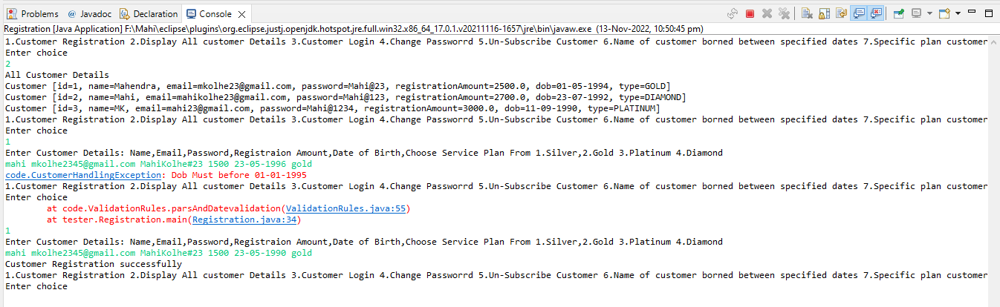 Problems @ Javadoc Declaration Console
Registration [Java Application] F:\Mahi\eclipse\plugins\org.eclipse.justj.openjdk.hotspot.jre.full.win32.x86_64_17.0.1.v20211116-1657\jre\bin\javaw.exe (13-Nov-2022, 10:50:45 pm)
1.Customer Registration 2.Display All customer Details 3.Customer Login 4.Change Passworrd 5.Un-Subscribe Customer 6.Name of customer borned between specified dates 7.Specific plan customer
Enter choice
2
All Customer Details
Customer [id=1, name=Mahendra, email=mkolhe23@gmail.com, password=Mahi@23, registrationAmount=2500.0, dob=01-05-1994, type=GOLD]
Customer [id=2, name=Mahi, email=mahikolhe23@gmail.com, password=Mahi@123, registrationAmount=2700.0, dob=23-07-1992, type=DIAMOND]
Customer [id=3, name=MK, email=mahi23@gmail.com, password=Mahi@1234, registrationAmount=3000.0, dob=11-09-1990, type=PLATINUM]
1.Customer Registration 2.Display All customer Details 3.Customer Login 4.Change Passworrd 5.Un-Subscribe Customer 6.Name of customer borned between specified dates 7.Specific plan customer
Enter choice
1
Enter Customer Details: Name,Email,Password,Registraion Amount,Date of Birth,Choose Service Plan From 1.Silver,2.Gold 3.Platinum 4.Diamond
mahi mkolhe2345@gmail.com MahiKolhe#23 1500 23-05-1996 gold
code.CustomerHandlingException: Dob Must before 01-01-1995
1.Customer Registration 2.Display All customer Details 3.Customer Login 4.Change Passworrd 5.Un-Subscribe Customer 6.Name of customer borned between specified dates 7.Specific plan customer
Enter choice
at code.ValidationRules.parsAndDatevalidation(ValidationRules.java:55)
at tester.Registration.main(Registration.java:34)
1
Enter Customer Details: Name,Email,Password,Registraion Amount,Date of Birth,Choose Service Plan From 1.Silver,2.Gold 3.Platinum 4.Diamond
mahi mkolhe2345@gmail.com MahiKolhe#23 1500 23-05-1990 gold
Customer Registration successfully
1.Customer Registration 2.Display All customer Details 3.Customer Login 4.Change Passworrd 5.Un-Subscribe Customer 6.Name of customer borned between specified dates 7.Specific plan customer
Enter choice